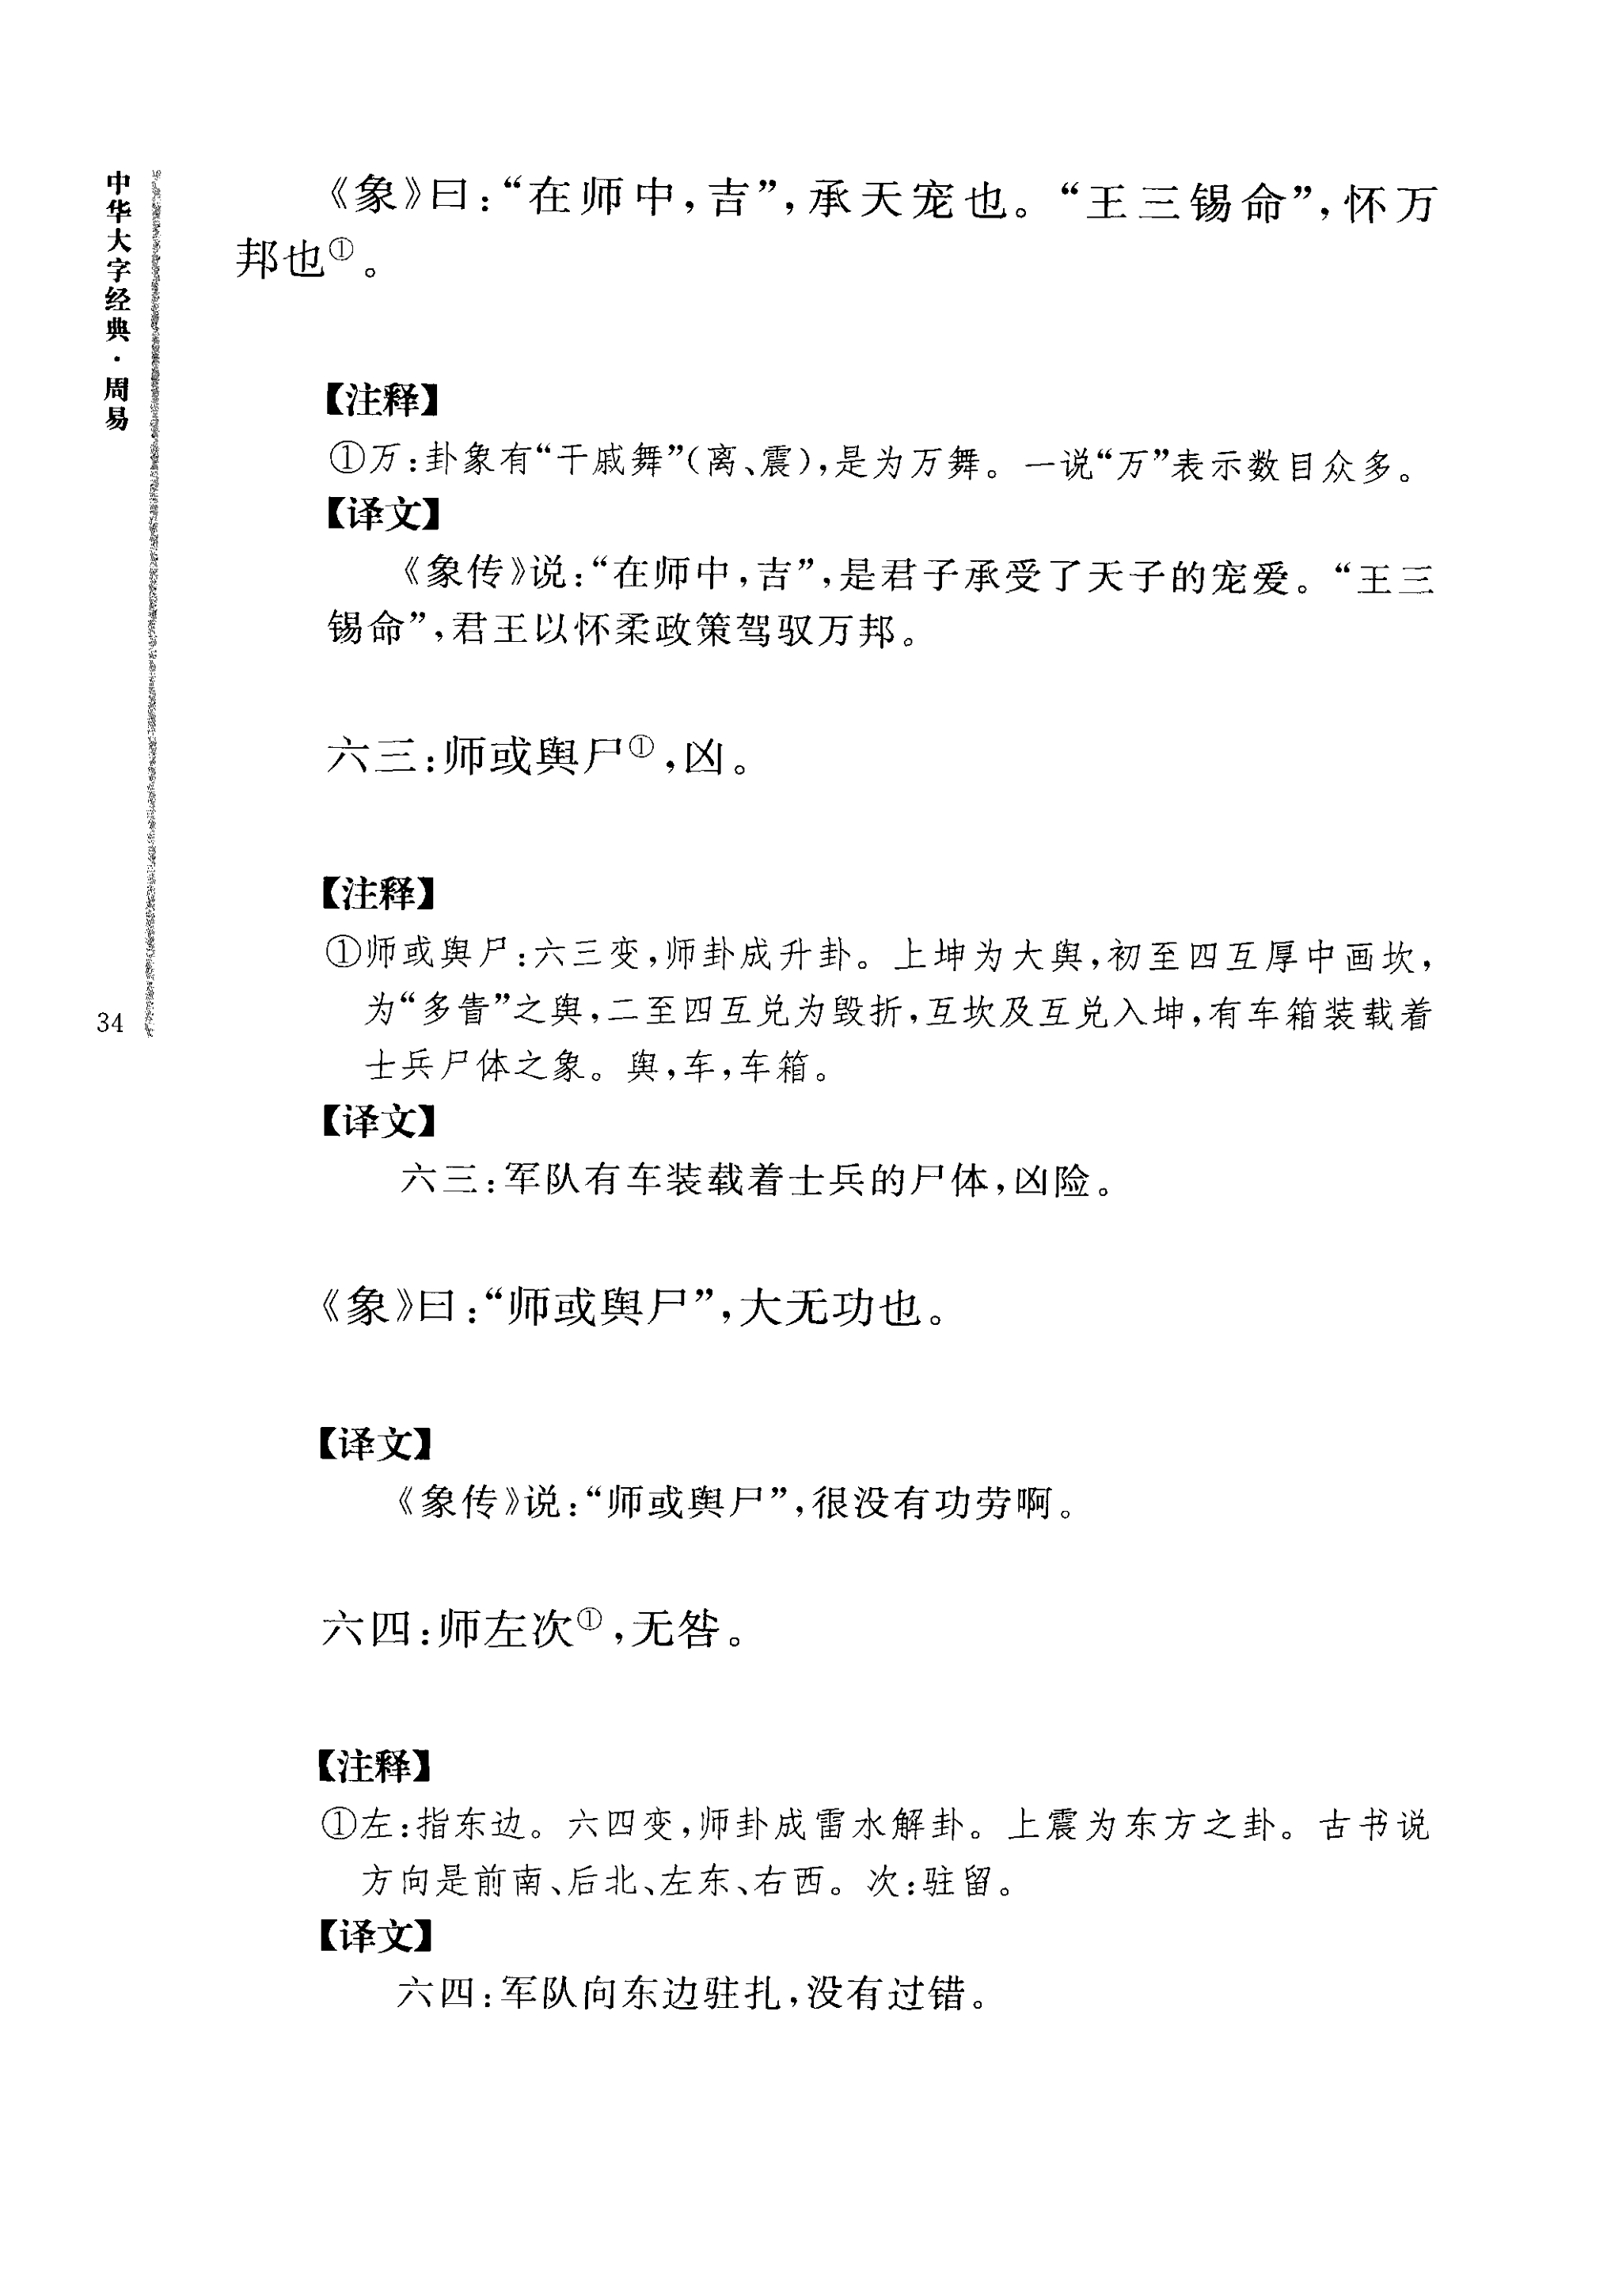 中华大字经典·周易
34
《象》曰：“在师中，吉”，承天宠也。“王三锡命”，怀万
邦也①。
【注释】
①万：卦象有“干戚舞”（离、震），是为万舞。一说“万”表示数目众多。
【译文】
《象传》说：“在师中，吉”，是君子承受了天子的宠爱。“王三
锡命”，君王以怀柔政策驾驭万邦。
六三：师或舆尸①，凶。
【注释】
①师或舆尸：六三变，师卦成升卦。上坤为大舆，初至四互厚中画坎，
为“多眚”之舆，二至四互兑为毁折，互坎及互兑入坤，有车箱装载着
士兵尸体之象。舆，车，车箱。
【译文】
六三：军队有车装载着士兵的尸体，凶险。
《象》曰：“师或舆尸”，大无功也。
【译文】
《象传》说：“师或舆尸”，很没有功劳啊。
六四：师左次①，无咎。
【注释】
①左：指东边。六四变，师卦成雷水解卦。上震为东方之卦。古书说
方向是前南、后北、左东、右西。次：驻留。
【译文】
六四：军队向东边驻扎，没有过错。